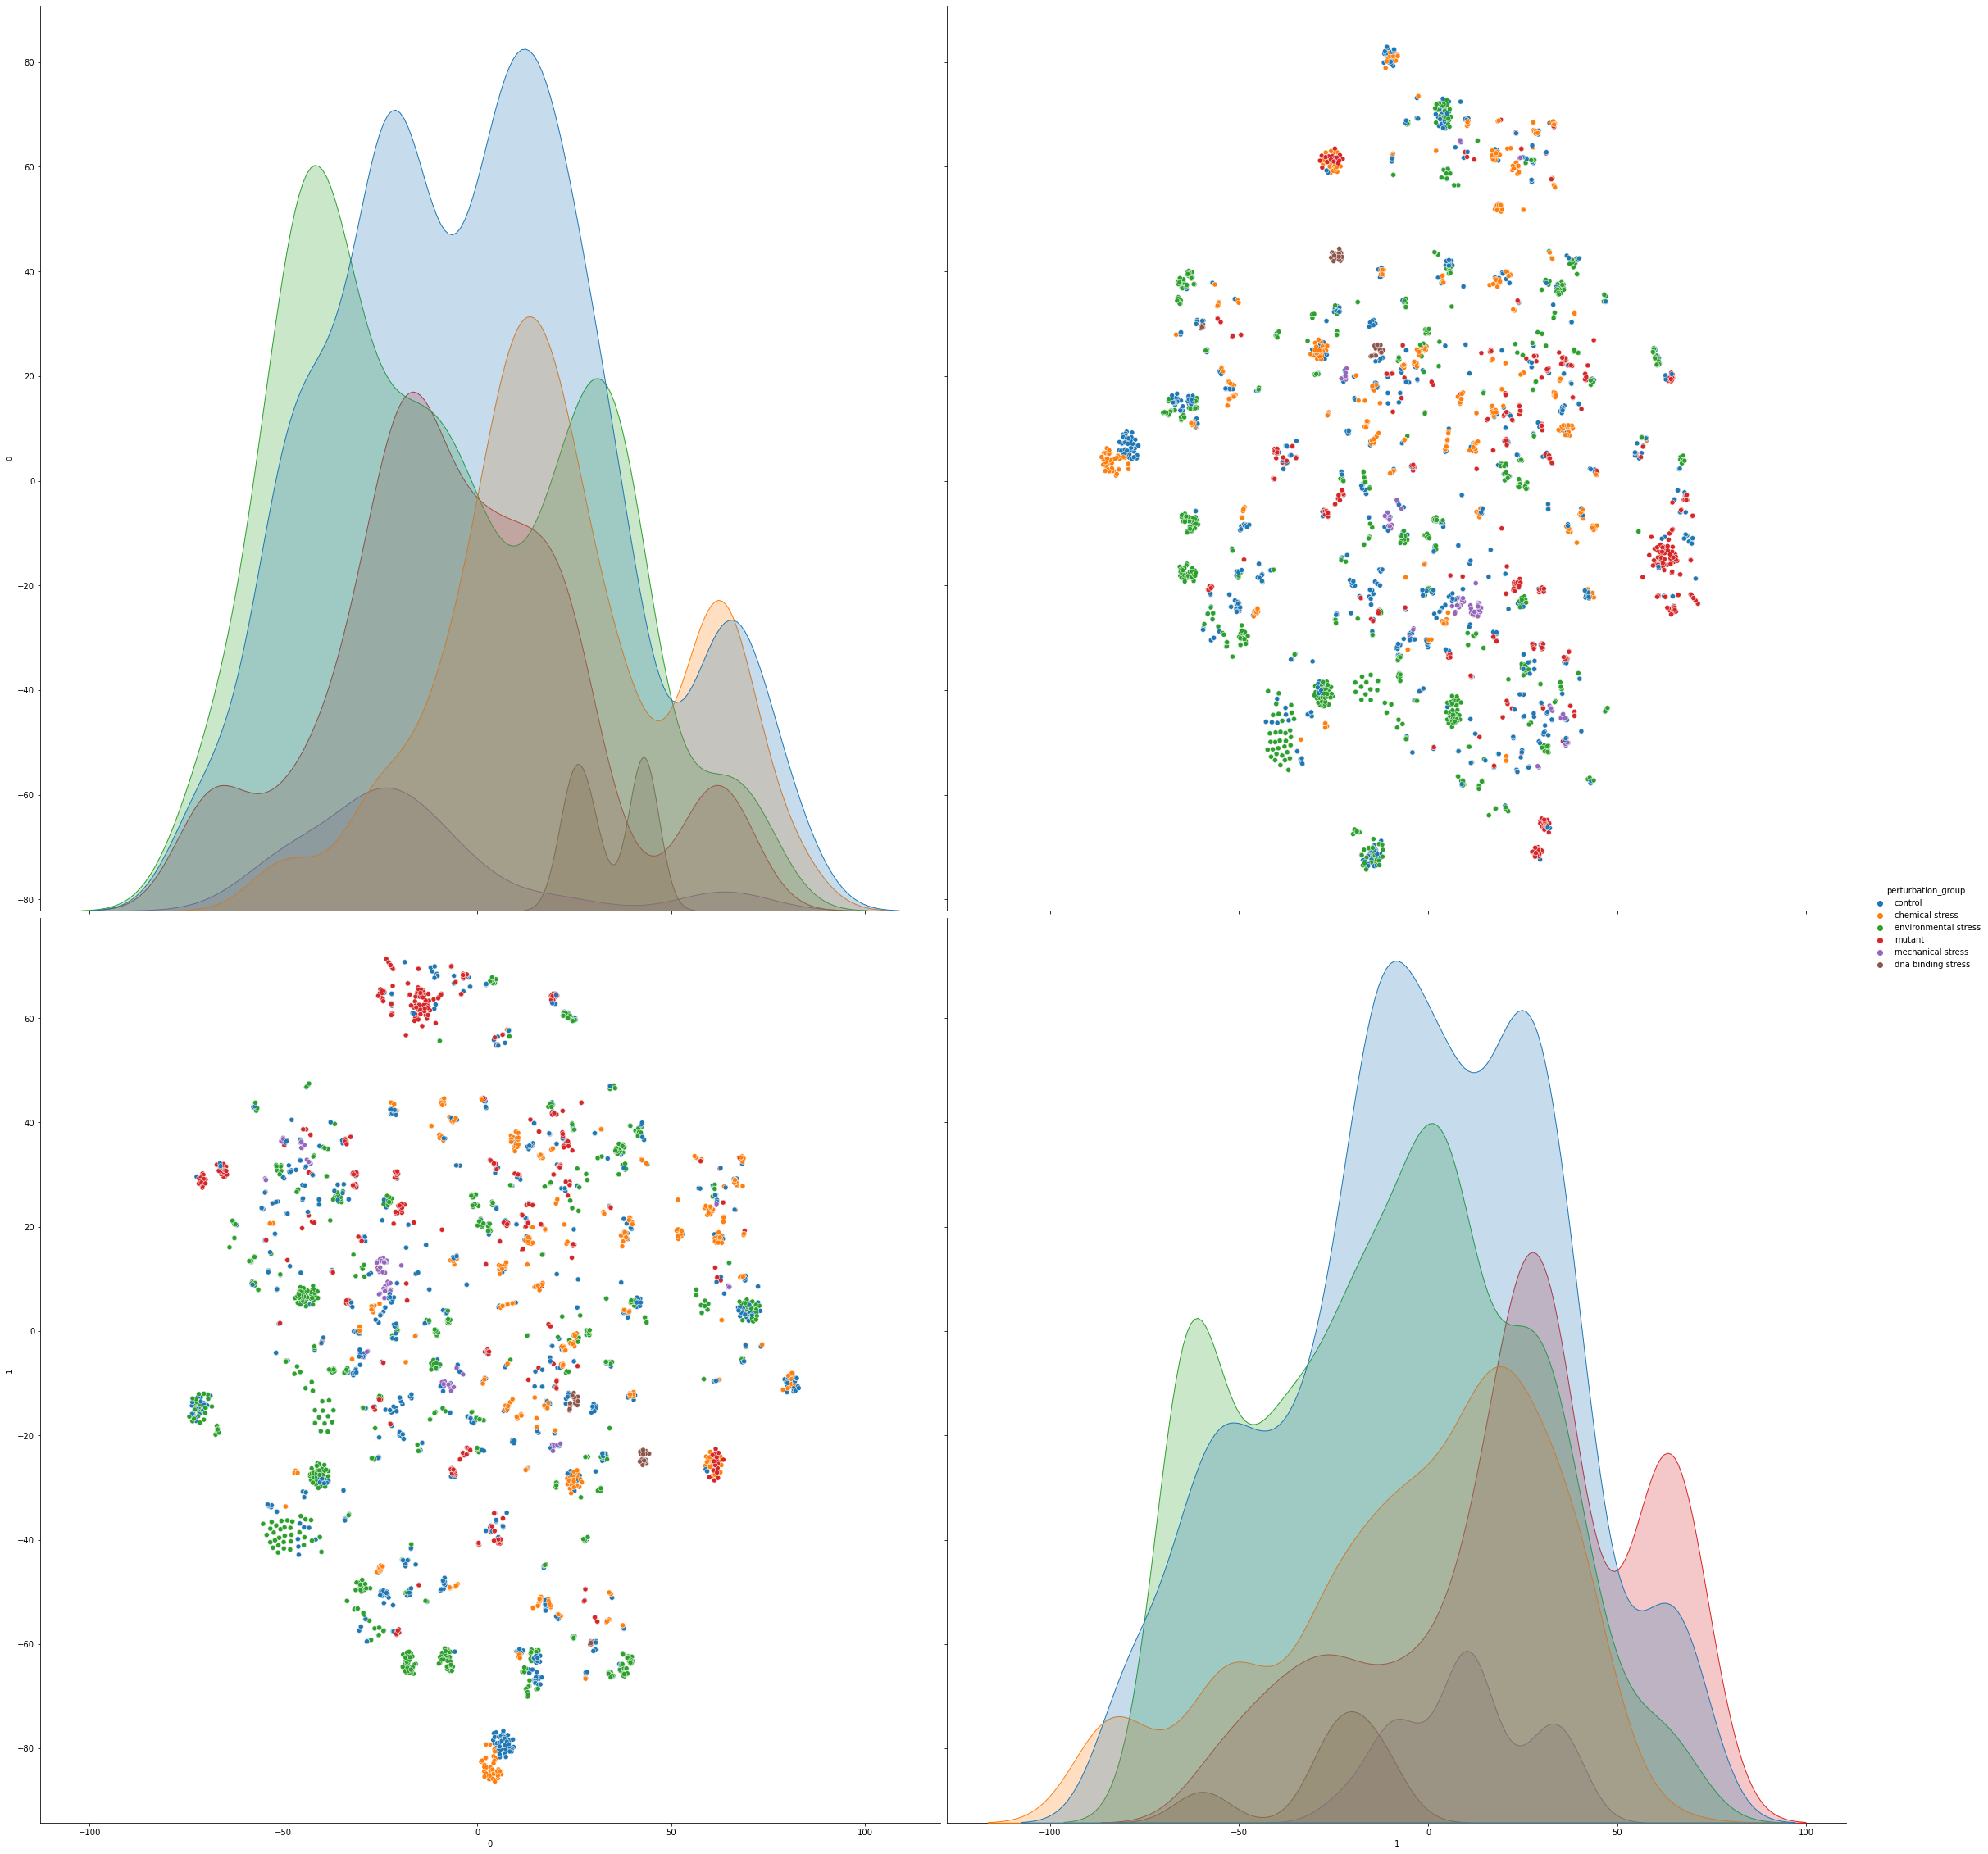 80
60
40
20
0
−20
−40
−60
−80
0
perturbation_group
control
chemical stress
environmental stress
mutant
mechanical stress
dna binding stress
60
40
20
0
−20
−40
−60
−80
1
−100 −50 0 50 100
0
−100 −50 0 50 100
1